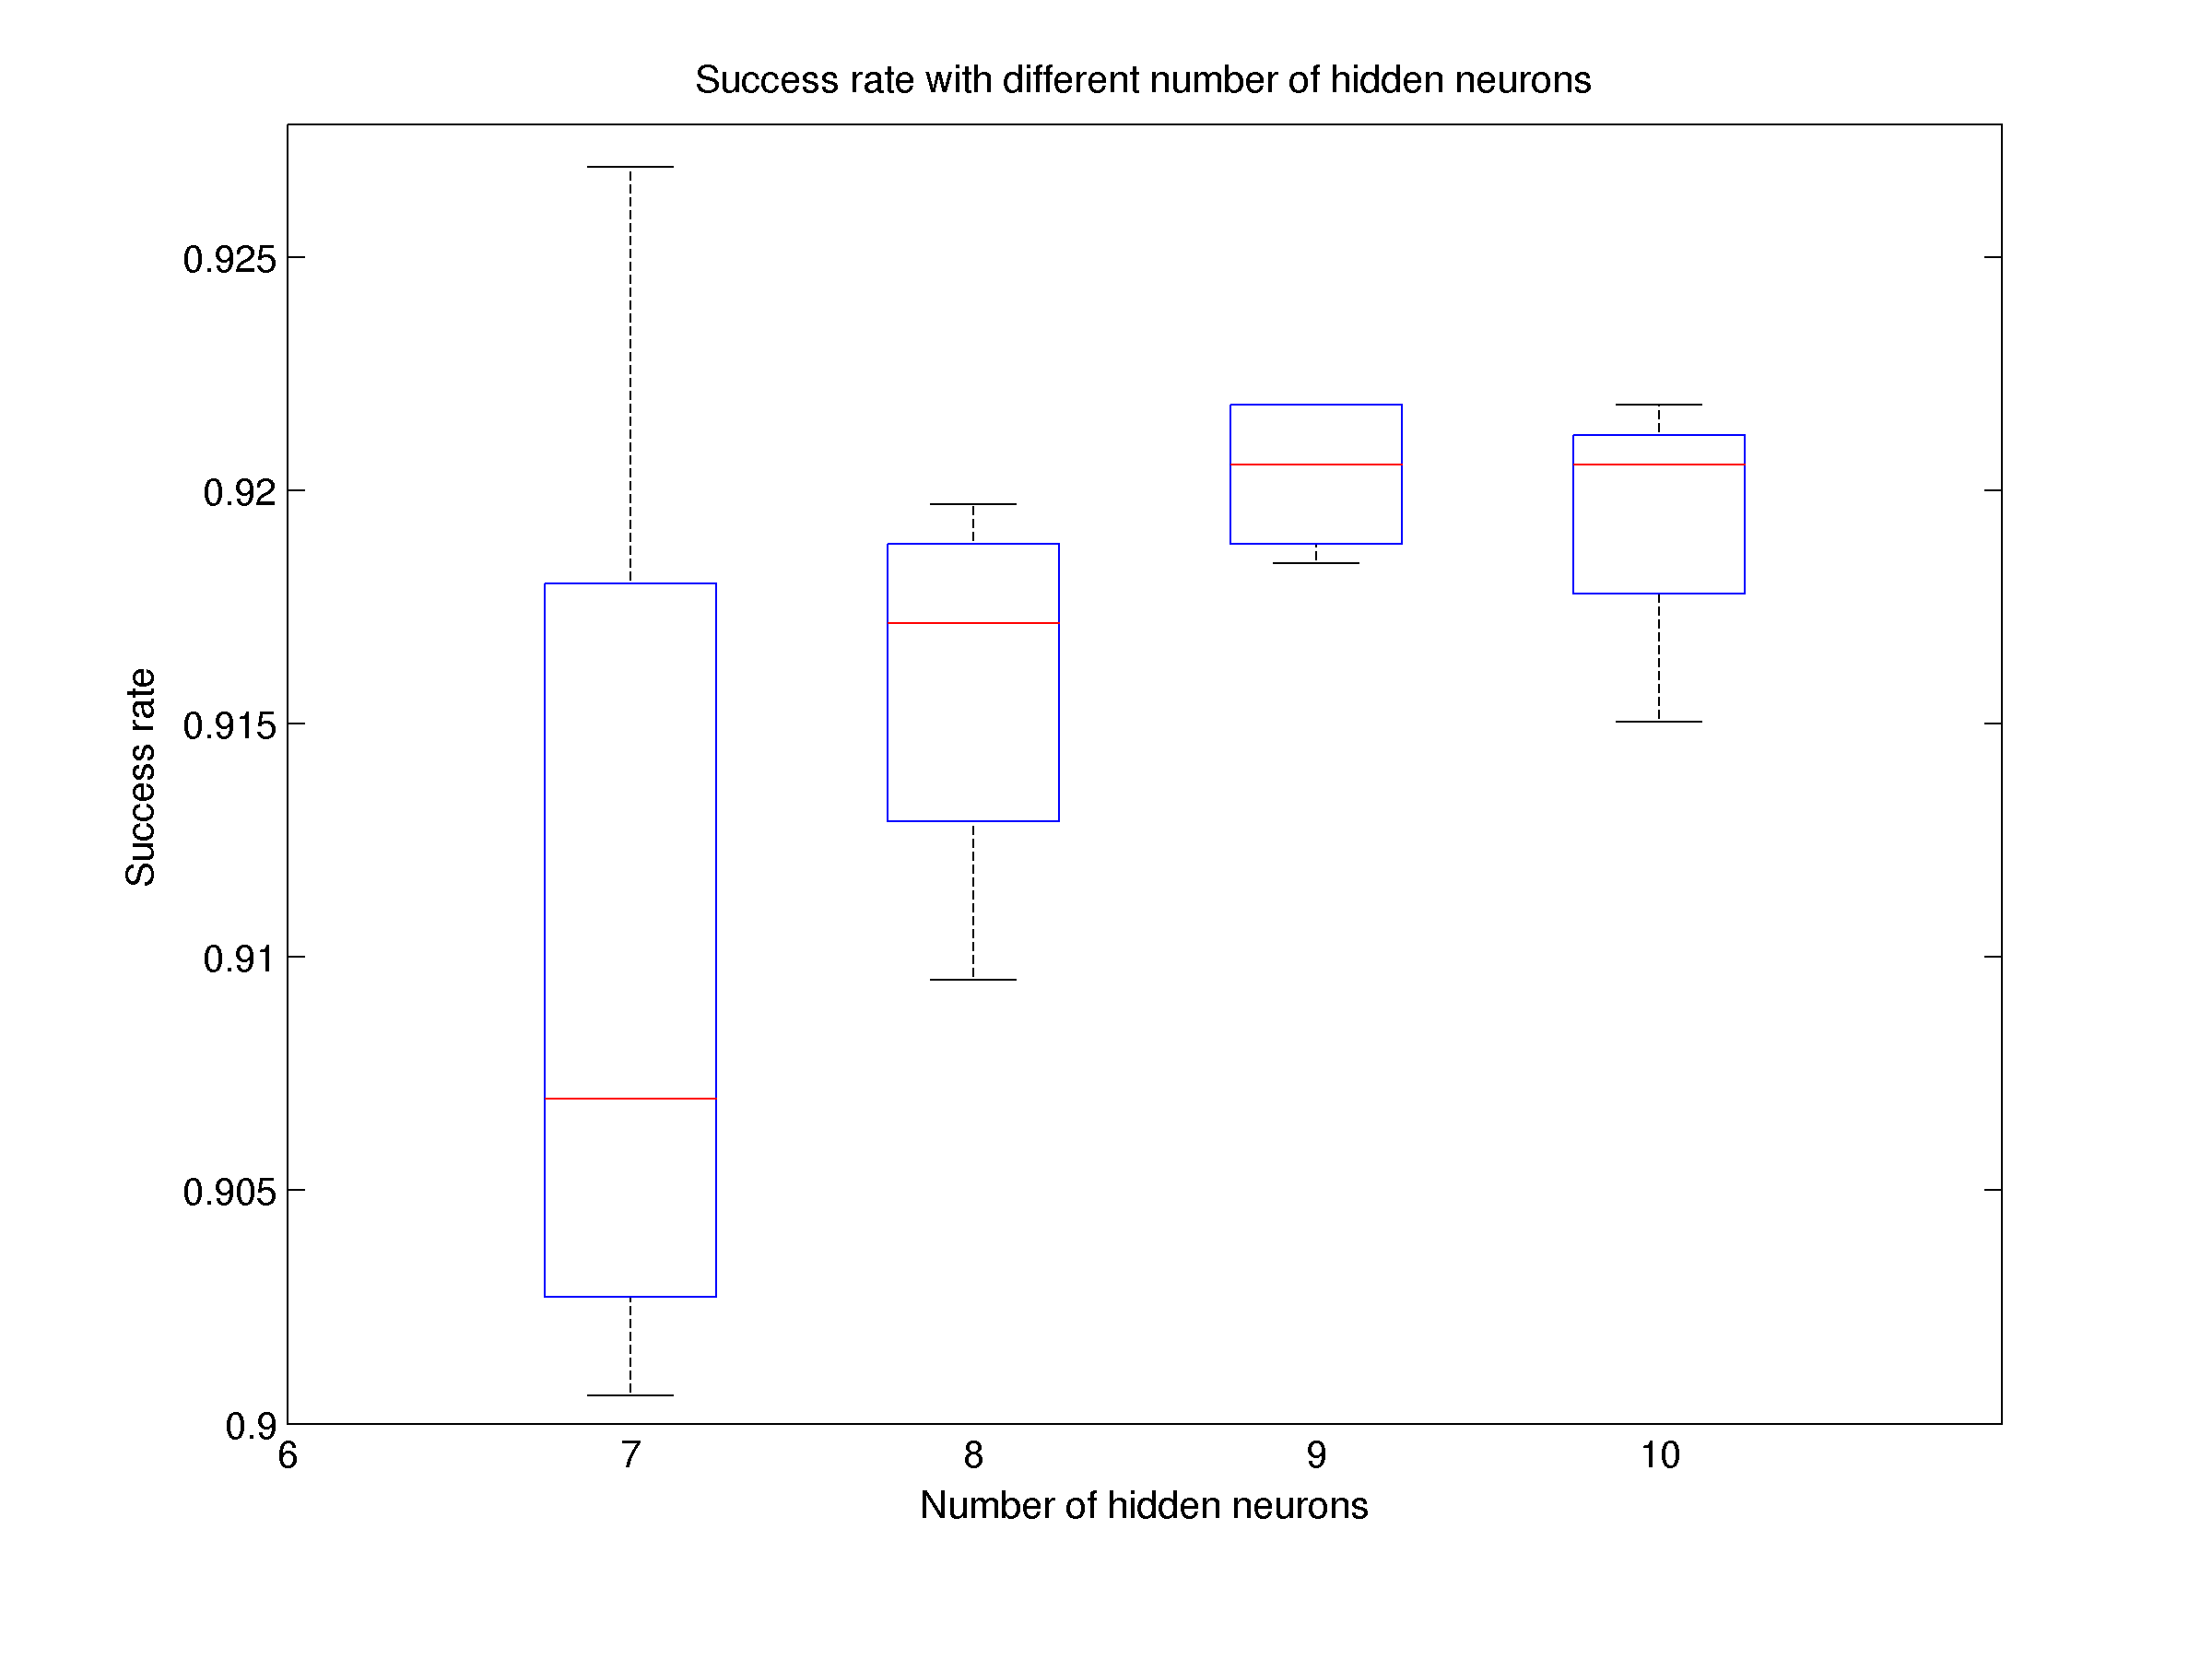 Success rate with different number of hidden neurons
0.925
0.92
0.915
0.91
0.905
0.9
Success rate
6 7 8 9 10
Number of hidden neurons